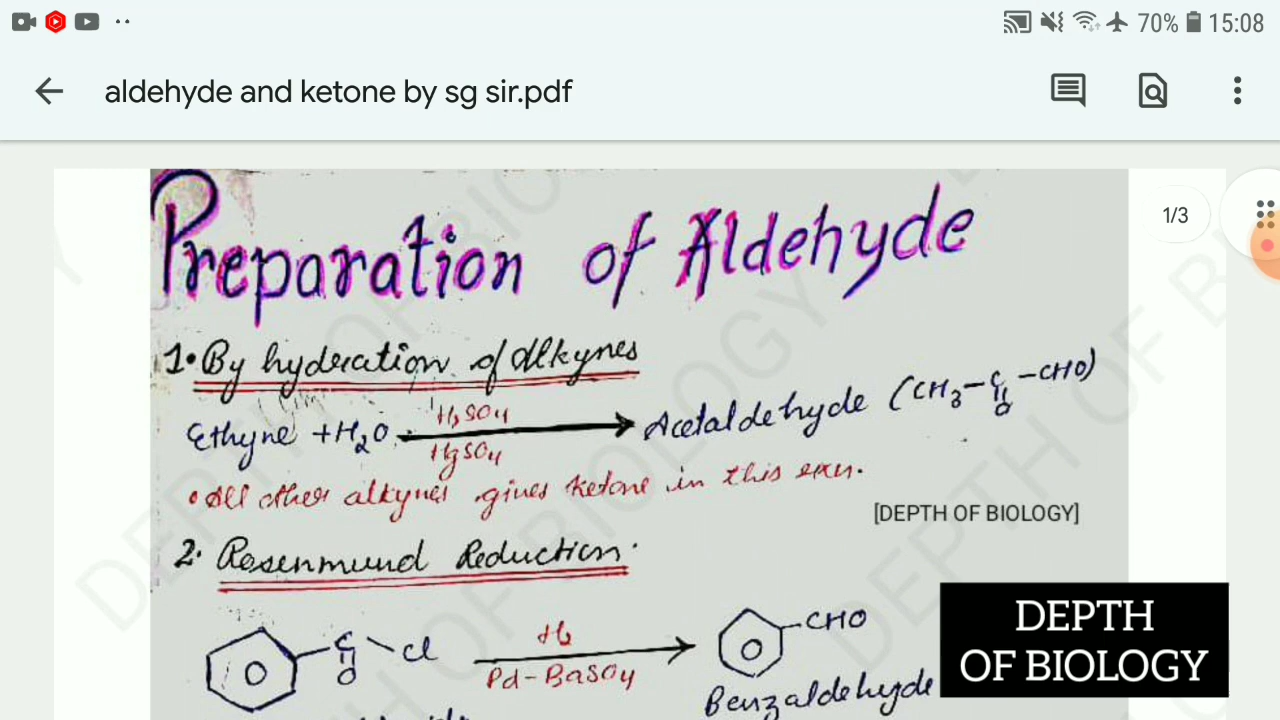 70% 15:08
aldehyde and ketone by sg sir.pdf
1/3
Preparation of Aldehyde
1. By hydration of alkynes
Ethyne + H2O H2SO4 HgSO4 Acetaldehyde (CH3-C-CHO)
O
• All other alkynes gives ketone in this
[DEPTH OF BIOLOGY]
2. Rosenmund Reduction.
C Cl H2 CHO
O Pd-BaSO4
Benzaldehyde
DEPTH
OF BIOLOGY